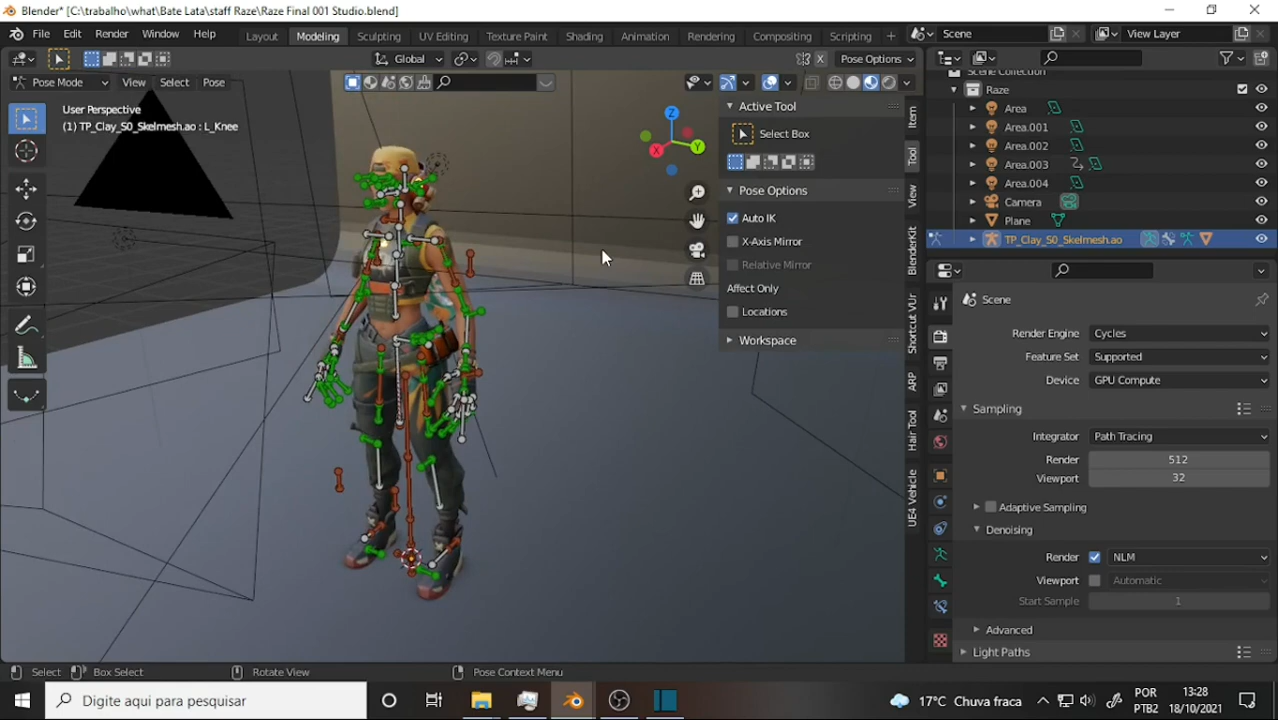 Blender* [C:\trabalho\what\Bate Lata\staff Raze\Raze Final 001 Studio.blend]
File Edit Render Window Help Layout Modeling Sculpting UV Editing Texture Paint Shading Animation Rendering Compositing Scripting + Scene View Layer
Global Pose Options
Pose Mode View Select Pose
User Perspective
(1) TP_Clay_S0_Skelmesh.ao : L_Knee
Z
Y
X
Active Tool
Select Box
Pose Options
Auto IK
X-Axis Mirror
Relative Mirror
Affect Only
Locations
Workspace
Item
Tool
View
BlenderKit
Shortcut VUr
ARP
Hair Tool
UE4 Vehicle
Scene Collection
Raze
Area
Area.001
Area.002
Area.003
Area.004
Camera
Plane
TP_Clay_S0_Skelmesh.ao
Scene
Render Engine Cycles
Feature Set Supported
Device GPU Compute
Sampling
Integrator Path Tracing
Render 512
Viewport 32
Adaptive Sampling
Denoising
Render NLM
Viewport Automatic
Start Sample 1
Advanced
Light Paths
Select Box Select Rotate View Pose Context Menu
Digite aqui para pesquisar 17°C Chuva fraca POR 13:28
PTB2 18/10/2021